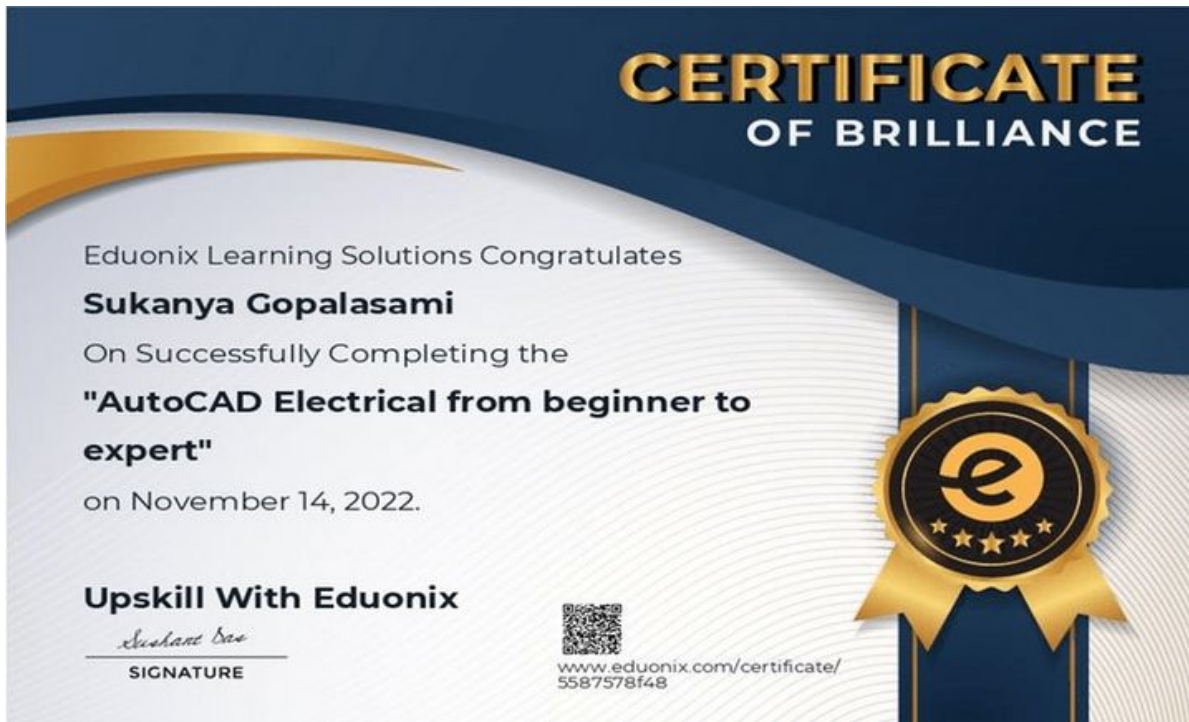 CERTIFICATE
OF BRILLIANCE
Eduonix Learning Solutions Congratulates
Sukanya Gopalasami
On Successfully Completing the
"AutoCAD Electrical from beginner to
expert"
on November 14, 2022.
Upskill With Eduonix
Sushant Das
SIGNATURE
www.eduonix.com/certificate/
5587578f48
e